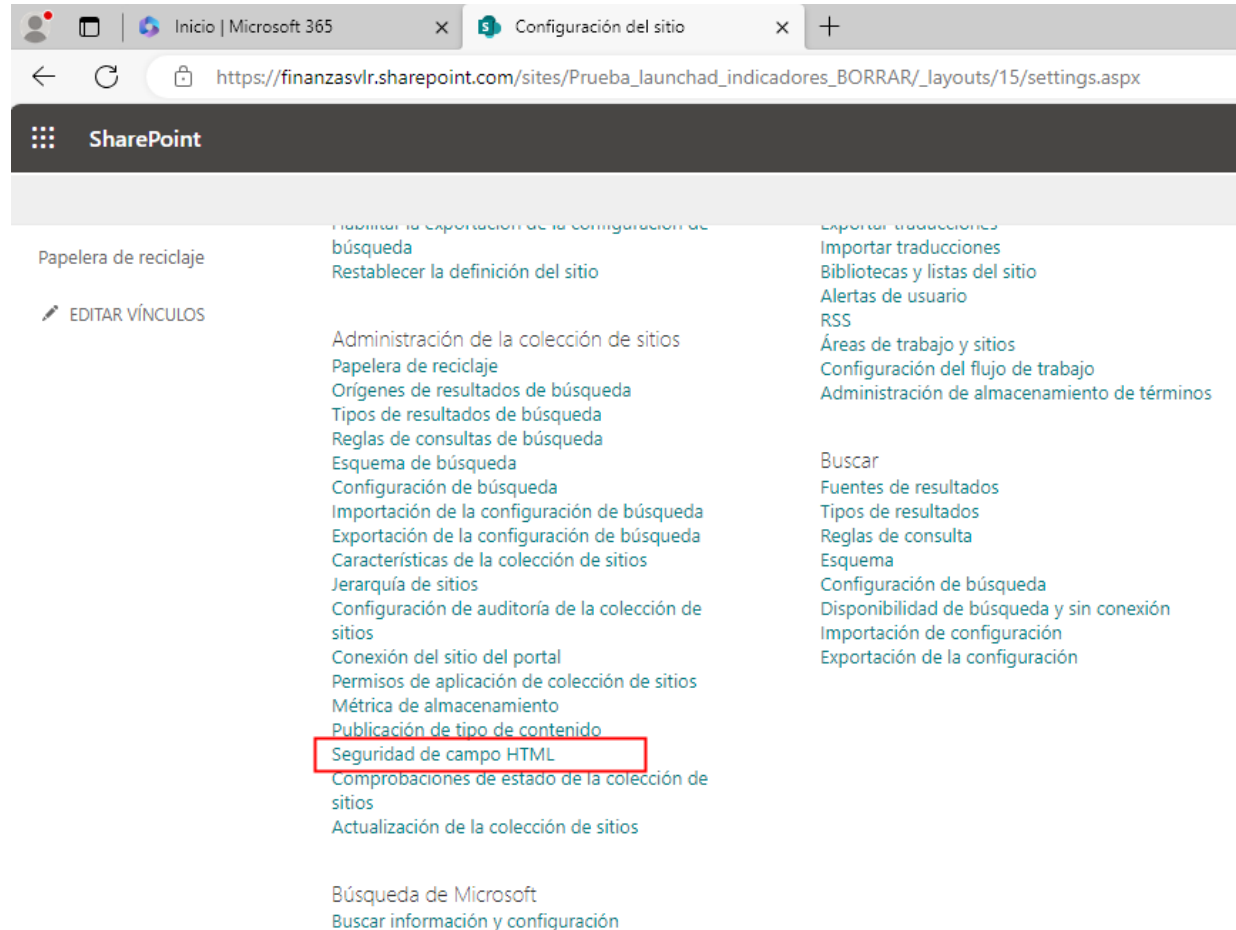 Inicio | Microsoft 365
Configuración del sitio
https://finanzasvlr.sharepoint.com/sites/Prueba_launchad_indicadores_BORRAR/_layouts/15/settings.aspx
SharePoint
Papelera de reciclaje
EDITAR VÍNCULOS
Habilitar la exportación de la configuración de
búsqueda
Restablecer la definición del sitio
Administración de la colección de sitios
Papelera de reciclaje
Orígenes de resultados de búsqueda
Tipos de resultados de búsqueda
Reglas de consultas de búsqueda
Esquema de búsqueda
Configuración de búsqueda
Importación de la configuración de búsqueda
Exportación de la configuración de búsqueda
Características de la colección de sitios
Jerarquía de sitios
Configuración de auditoría de la colección de
sitios
Conexión del sitio del portal
Permisos de aplicación de colección de sitios
Métrica de almacenamiento
Publicación de tipo de contenido
Seguridad de campo HTML
Comprobaciones de estado de la colección de
sitios
Actualización de la colección de sitios
Búsqueda de Microsoft
Buscar información y configuración
Exportar traducciones
Importar traducciones
Bibliotecas y listas del sitio
Alertas de usuario
RSS
Áreas de trabajo y sitios
Configuración del flujo de trabajo
Administración de almacenamiento de términos
Buscar
Fuentes de resultados
Tipos de resultados
Reglas de consulta
Esquema
Configuración de búsqueda
Disponibilidad de búsqueda y sin conexión
Importación de configuración
Exportación de la configuración